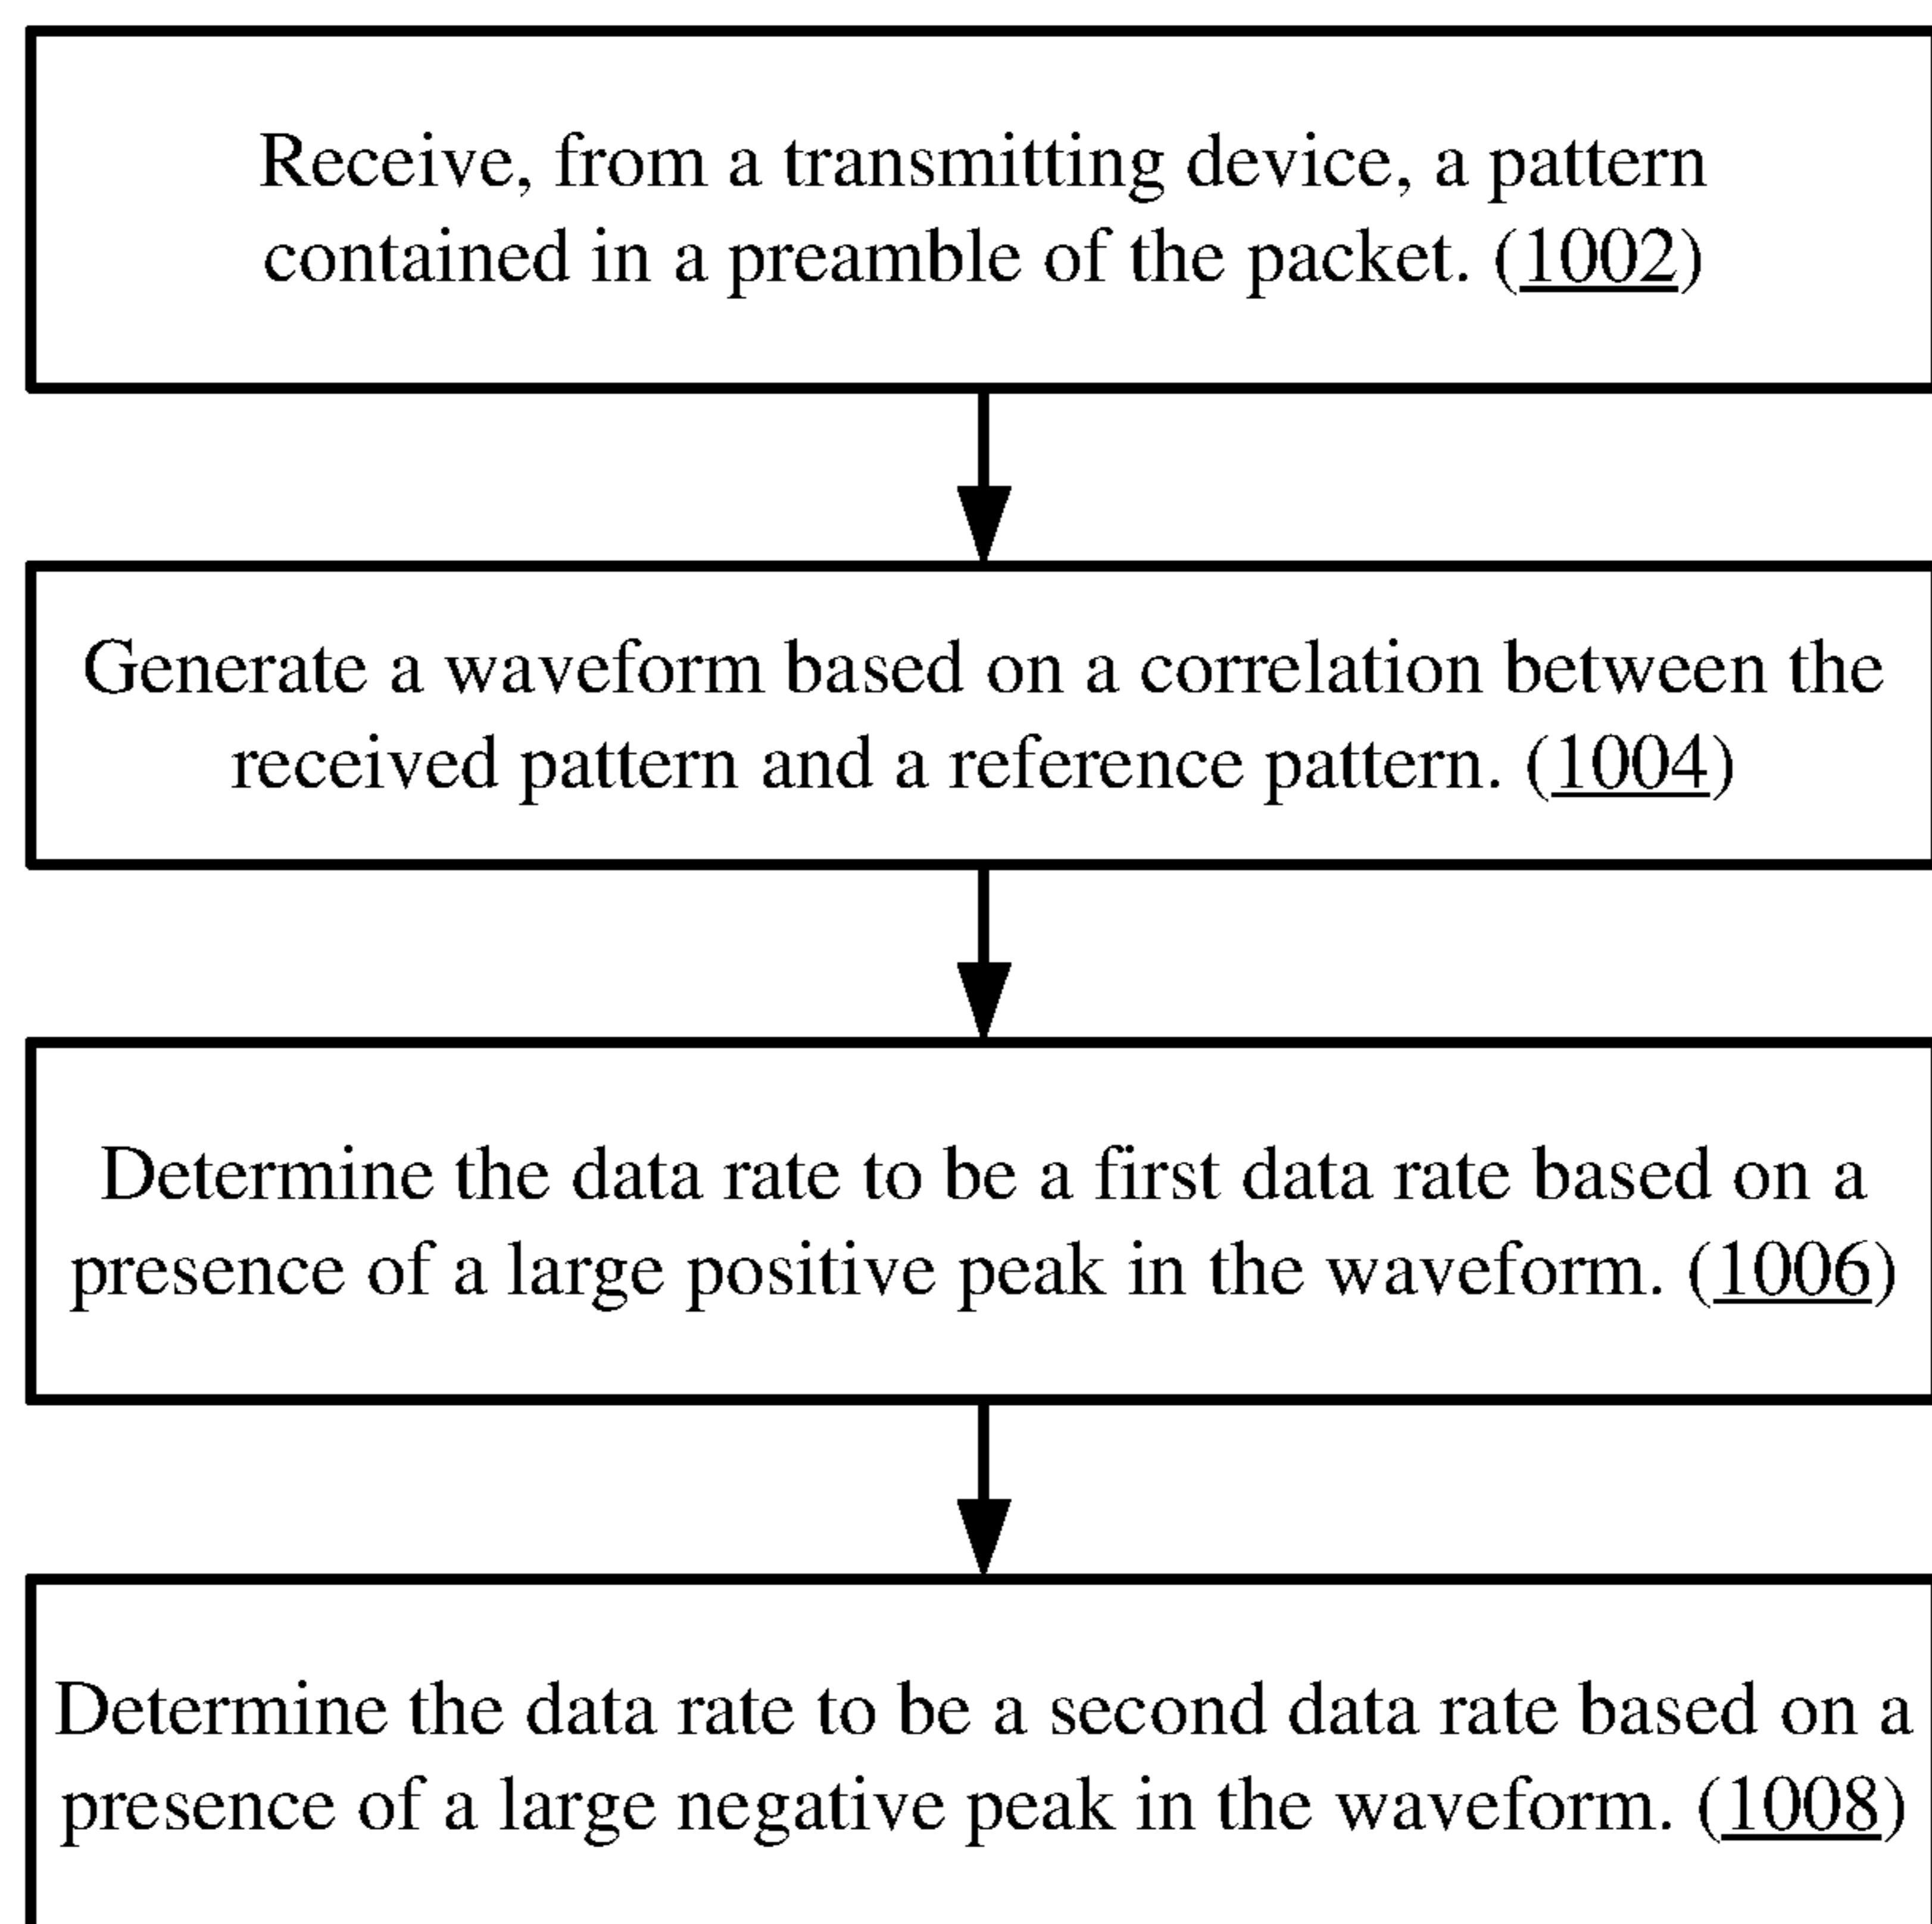 Receive, from a transmitting device, a pattern
contained in a preamble of the packet. (1002)
Generate a waveform based on a correlation between the
received pattern and a reference pattern. (1004)
Determine the data rate to be a first data rate based on a
presence of a large positive peak in the waveform. (1006)
Determine the data rate to be a second data rate based on a
presence of a large negative peak in the waveform. (1008)